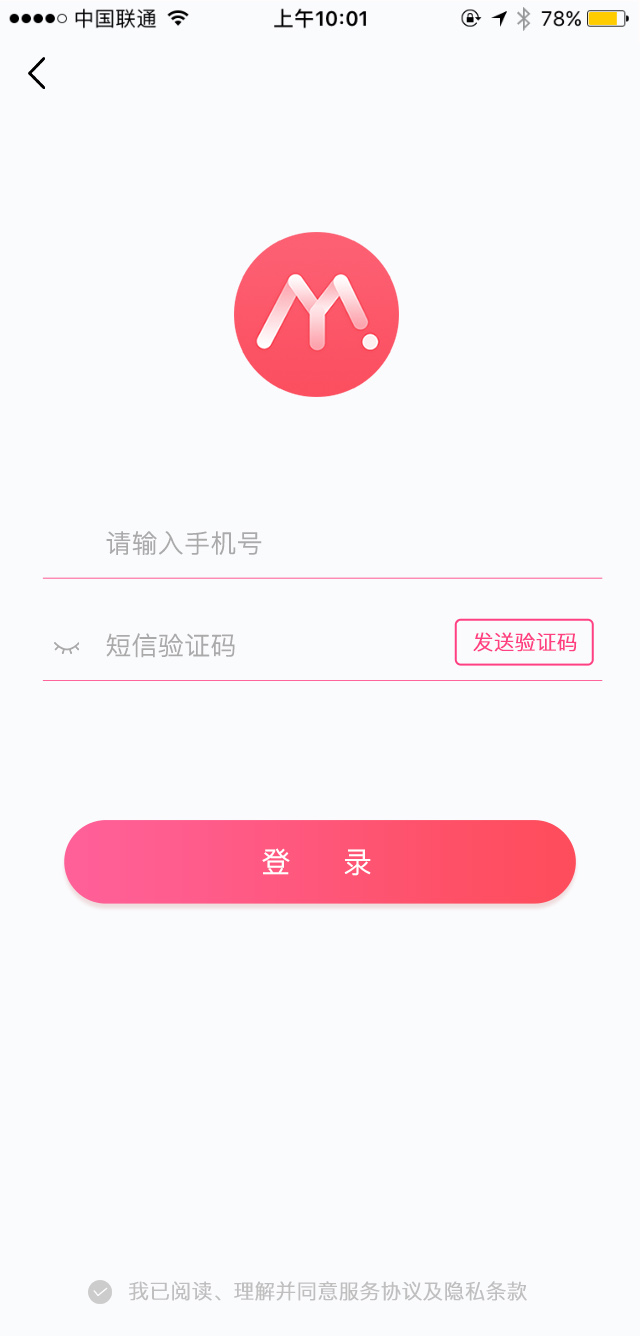 中国联通 上午10:01 78%
请输入手机号
短信验证码 发送验证码
登 录
我已阅读、理解并同意服务协议及隐私条款